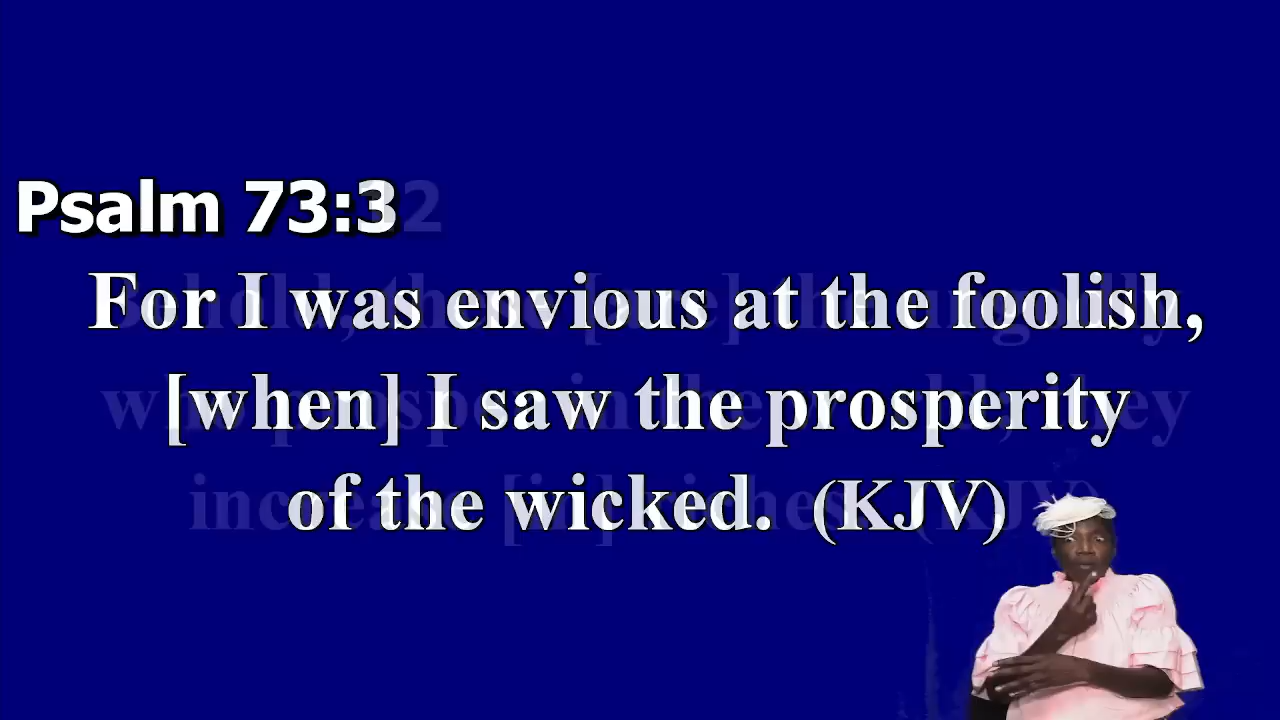 Psalm 73:3
For I was envious at the foolish,
[when] I saw the prosperity
of the wicked. (KJV)